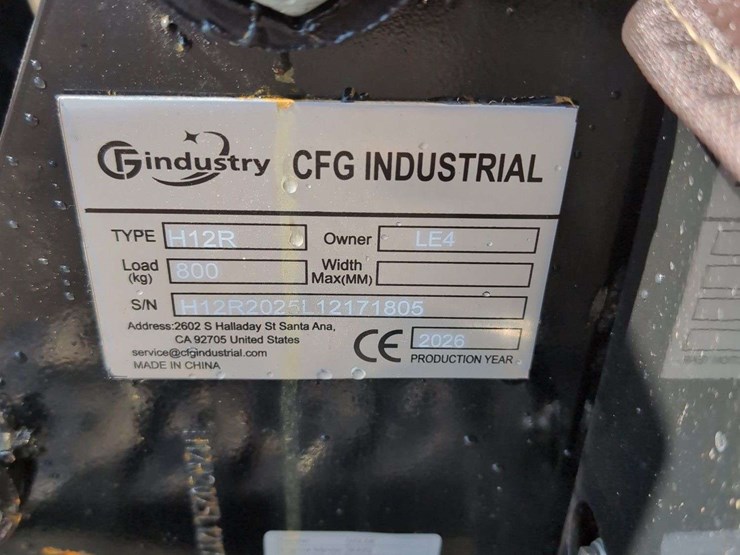 CFGindustry CFG INDUSTRIAL
TYPE H12R Owner LE4
Load (kg) 800 Width Max(MM)
S/N H12R2025L12171805
Address:2602 S Halladay St Santa Ana,
CA 92705 United States
service@cfgindustrial.com
MADE IN CHINA
CE 2026
PRODUCTION YEAR